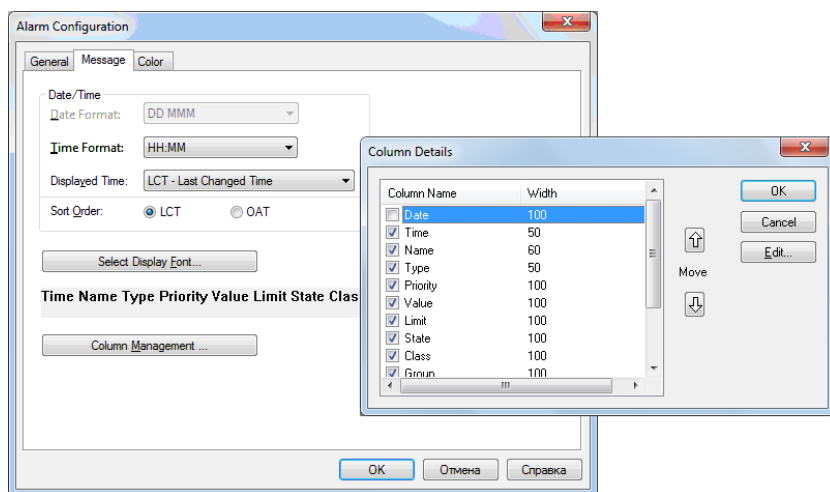 Alarm Configuration
General Message Color
Date/Time
Date Format: DD MMM
Time Format: HH:MM
Displayed Time: LCT - Last Changed Time
Sort Order: LCT OAT
Select Display Font...
Time Name Type Priority Value Limit State Clas
Column Management ...
OK Отмена Справка
Column Details
Column Name Width
Date 100
Time 50
Name 60
Type 50
Priority 100
Value 100
Limit 100
State 100
Class 100
Group 100
OK
Cancel
Edit...
Move